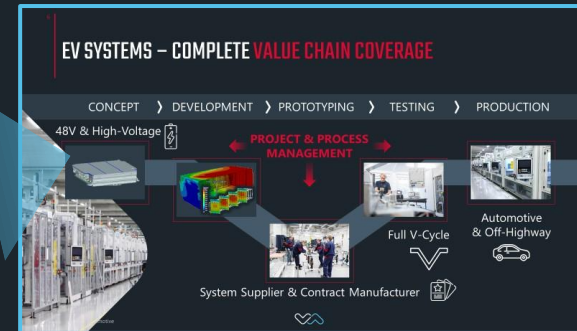 EV SYSTEMS – COMPLETE VALUE CHAIN COVERAGE
CONCEPT ❯ DEVELOPMENT ❯ PROTOTYPING ❯ TESTING ❯ PRODUCTION
48V & High-Voltage
PROJECT & PROCESS
MANAGEMENT
Full V-Cycle
Automotive
& Off-Highway
System Supplier & Contract Manufacturer